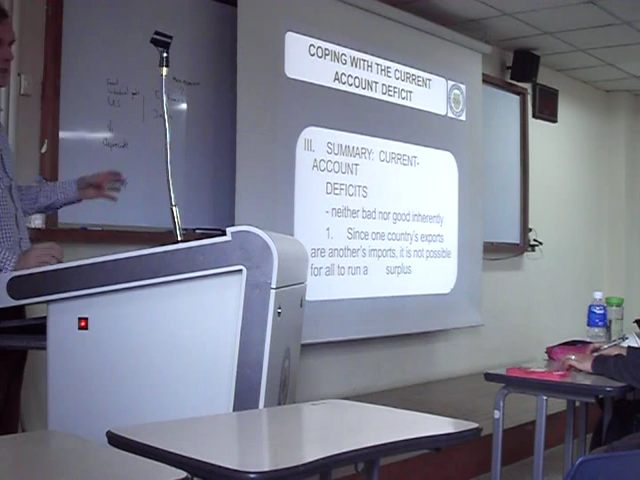 COPING WITH THE CURRENT
ACCOUNT DEFICIT
III. SUMMARY: CURRENT-
ACCOUNT
DEFICITS
- neither bad nor good inherently
1. Since one country's exports
are another's imports, it is not possible
for all to run a surplus